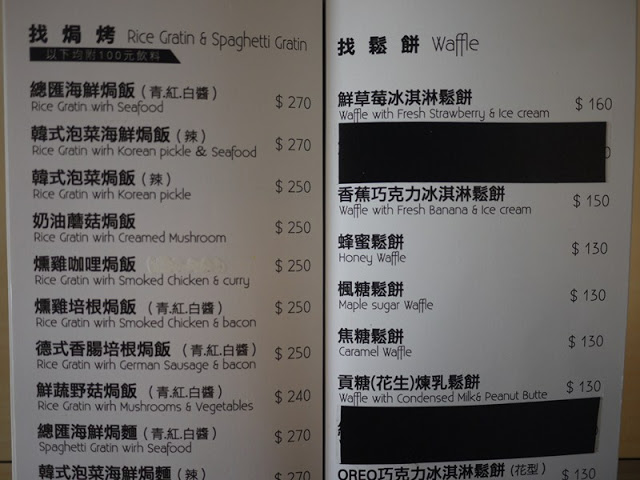 找焗烤 Rice Gratin & Spaghetti Gratin
以下均附100元飲料
總匯海鮮焗飯 (青.紅.白醬) $ 270
Rice Gratin wirh Seafood
韓式泡菜海鮮焗飯 (辣) $ 270
Rice Gratin wirh Korean pickle & Seafood
韓式泡菜焗飯 (辣) $ 250
Rice Gratin wirh Korean pickle
奶油蘑菇焗飯 $ 250
Rice Gratin wirh Creamed Mushroom
燻雞咖哩焗飯 $ 250
Rice Gratin wirh Smoked Chicken & curry
燻雞培根焗飯 (青.紅.白醬) $ 250
Rice Gratin wirh Smoked Chicken & bacon
德式香腸培根焗飯 (青.紅.白醬) $ 250
Rice Gratin wirh German Sausage & bacon
鮮蔬野菇焗飯 (青.紅.白醬) $ 240
Rice Gratin wirh Mushrooms & Vegetables
總匯海鮮焗麵 (青.紅.白醬) $ 270
Spaghetti Gratin wirh Seafood
韓式泡菜海鮮焗麵 (辣) $ 270
找鬆餅 Waffle
鮮草莓冰淇淋鬆餅 $ 160
Waffle with Fresh Strawberry & Ice cream
香蕉巧克力冰淇淋鬆餅 $ 150
Waffle with Fresh Banana & Ice cream
蜂蜜鬆餅 $ 130
Honey Waffle
楓糖鬆餅 $ 130
Maple sugar Waffle
焦糖鬆餅 $ 130
Caramel Waffle
貢糖(花生)煉乳鬆餅 $ 130
Waffle with Condensed Milk& Peanut Butte
OREO巧克力冰淇淋鬆餅 (花型) $ 130